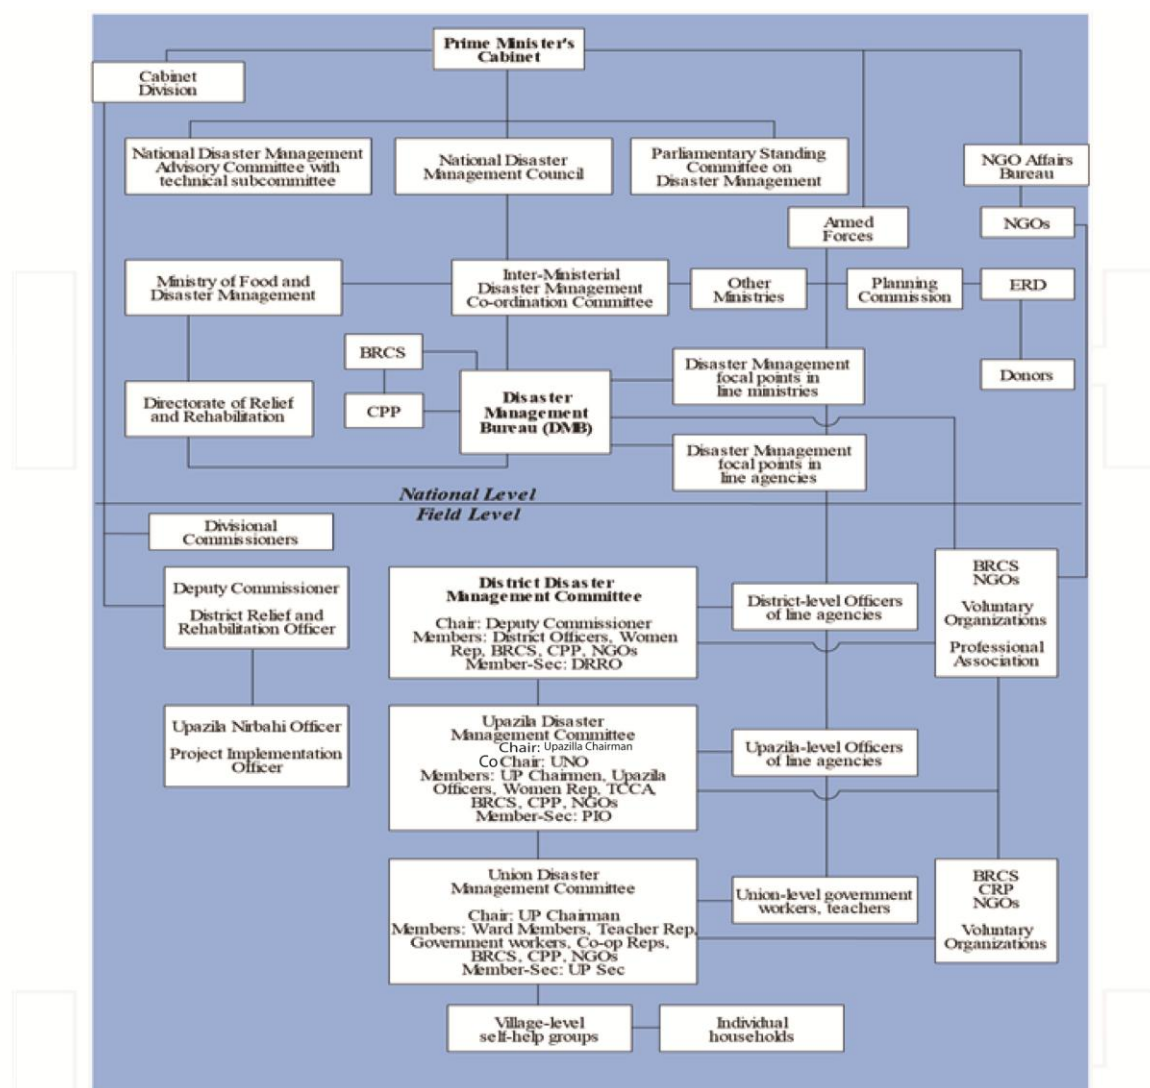 Prime Minister's
Cabinet
Cabinet
Division
National Disaster Management
Advisory Committee with
technical subcommittee
National Disaster
Management Council
Parliamentary Standing
Committee on
Disaster Management
NGO Affairs
Bureau
Armed
Forces
NGOs
Ministry of Food and
Disaster Management
Inter-Ministerial
Disaster Management
Co-ordination Committee
Other
Ministries
Planning
Commission
ERD
BRCS
Disaster Management
focal points in
line ministries
Donors
Directorate of Relief
and Rehabilitation
CPP
Disaster
Management
Bureau (DMB)
Disaster Management
focal points in
line agencies
National Level
Field Level
Divisional
Commissioners
Deputy Commissioner
District Relief and
Rehabilitation Officer
District Disaster
Management Committee
Chair: Deputy Commissioner
Members: District Officers, Women
Rep, BRCS, CPP, NGOs
Member-Sec: DRRO
District-level Officers
of line agencies
BRCS
NGOs
Voluntary
Organizations
Professional
Association
Upazila Nirbahi Officer
Project Implementation
Officer
Upazila Disaster
Management Committee
Chair: Upazilla Chairman
Co Chair: UNO
Members: UP Chairmen, Upazila
Officers, Women Rep, TCCA,
BRCS, CPP, NGOs
Member-Sec: PIO
Upazila-level Officers
of line agencies
Union Disaster
Management Committee
Chair: UP Chairman
Members: Ward Members, Teacher Rep,
Government workers, Co-op Reps,
BRCS, CPP, NGOs
Member-Sec: UP Sec
Union-level government
workers, teachers
BRCS
CRP
NGOs
Voluntary
Organizations
Village-level
self-help groups
Individual
households